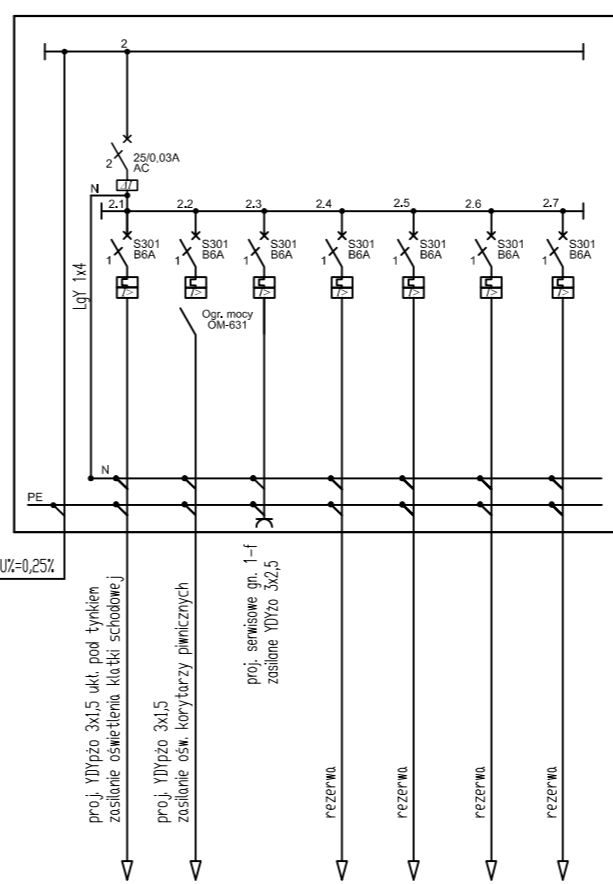 2
2
25/0,03A
AC
N
2.1
2.2
2.3
2.4
2.5
2.6
2.7
1
S301
B6A
1
S301
B6A
1
S301
B6A
1
S301
B6A
1
S301
B6A
1
S301
B6A
1
S301
B6A
LgY 1x4
Ogr. mocy
OM-631
N
PE
U%=0,25%
proj. YDYpżo 3x1,5 ukł. pod tynkiem
zasilanie oświetlenia klatki schodowej
proj. YDYpżo 3x1,5
zasilanie ośw. korytarzy piwnicznych
proj. serwisowe gn. 1-f
zasilane YDYżo 3x2,5
rezerwa
rezerwa
rezerwa
rezerwa